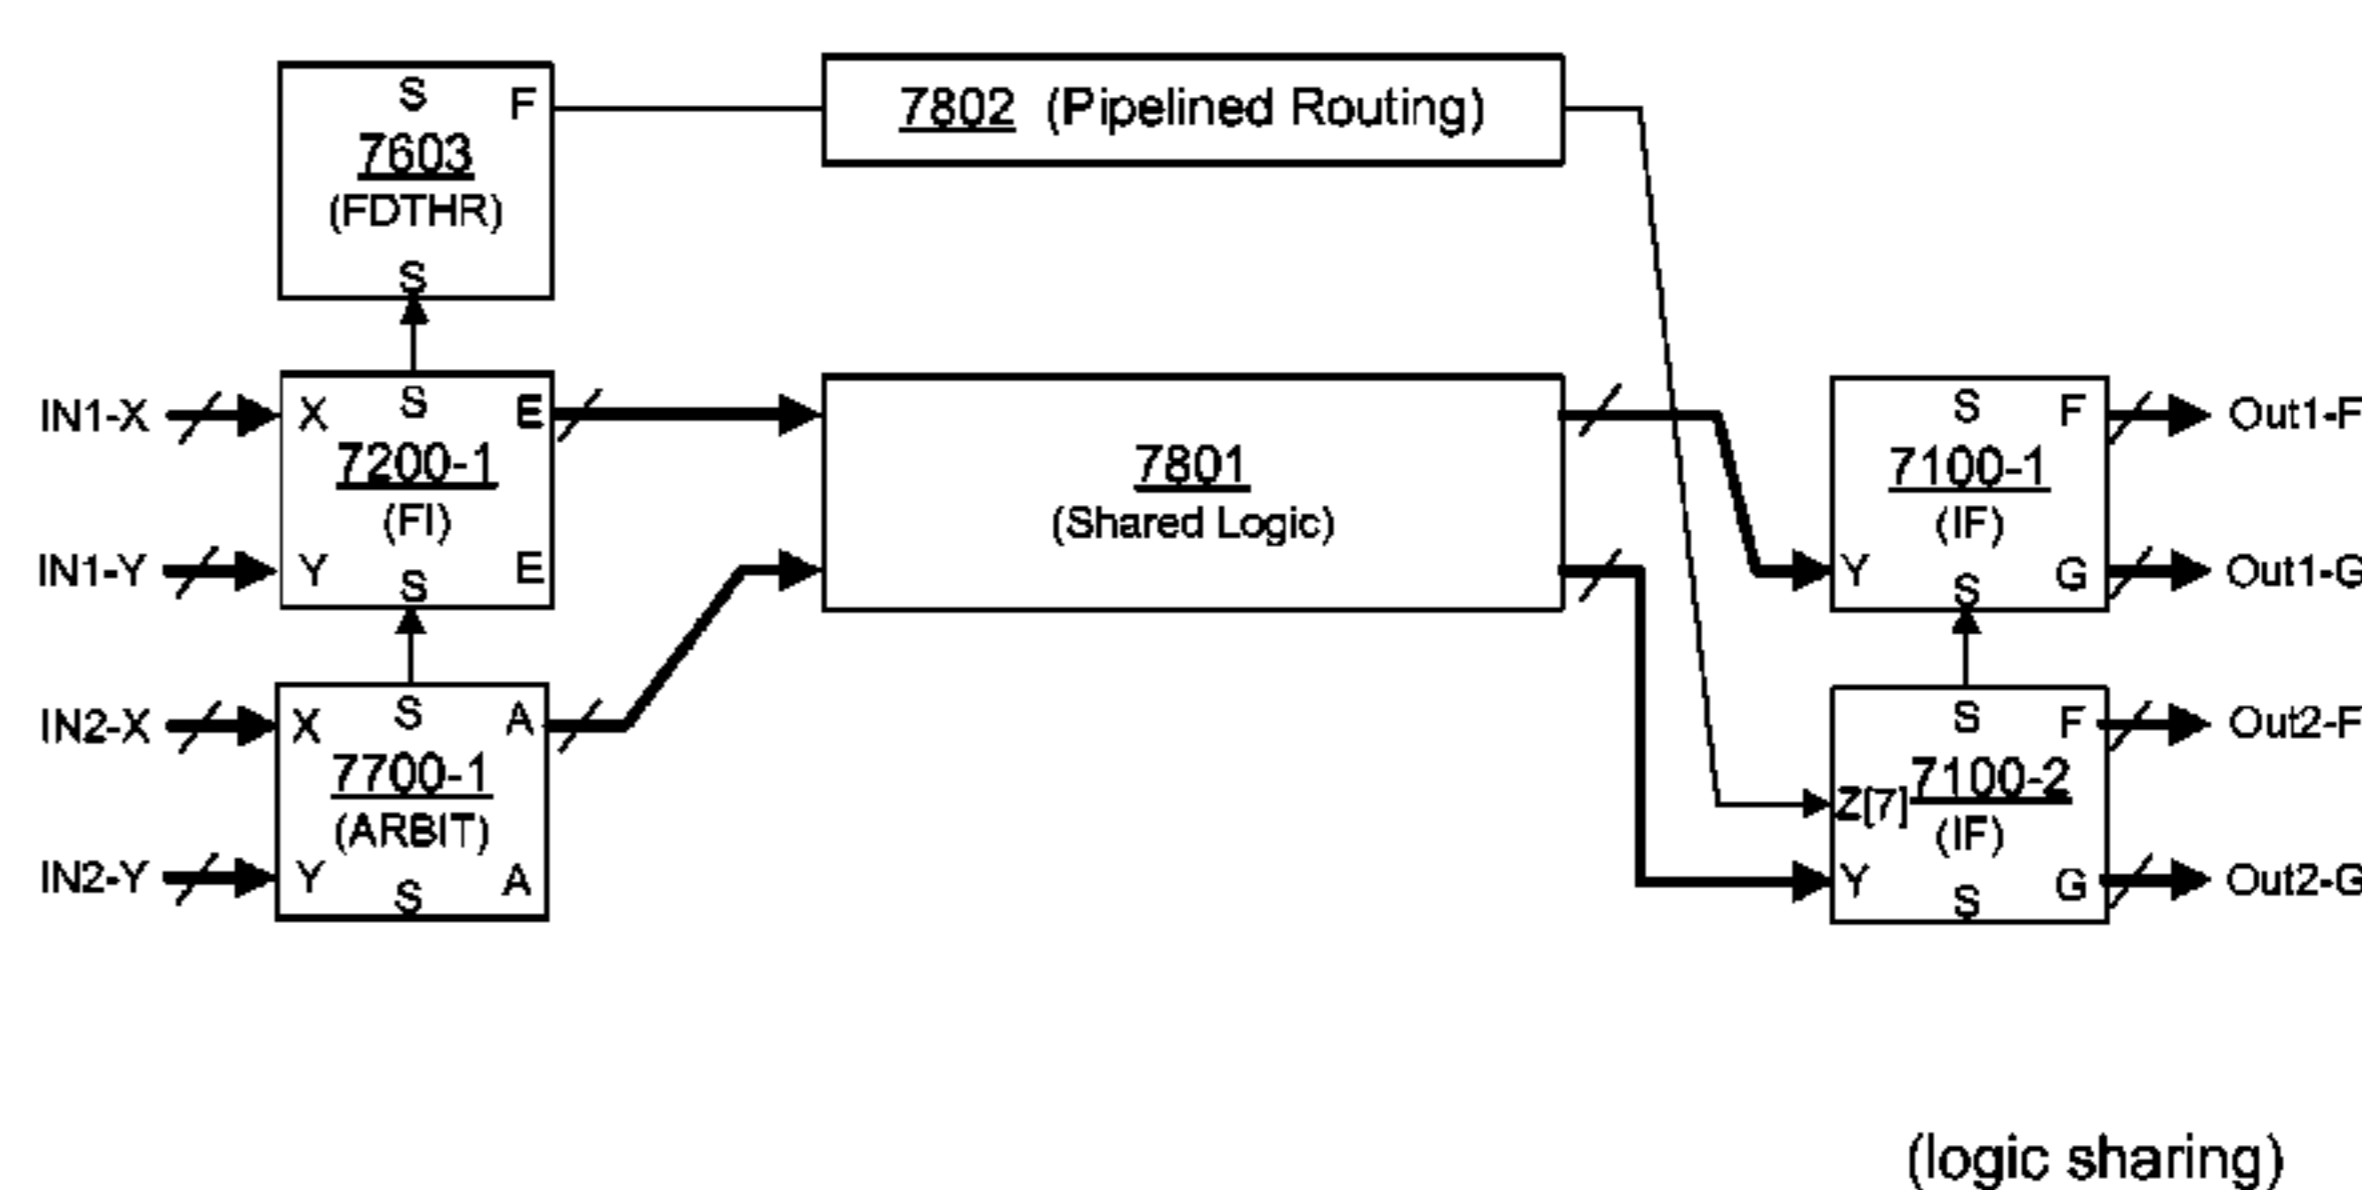 S F
7603
(FDTHR)
S
7802 (Pipelined Routing)
IN1-X
IN1-Y
X S E
7200-1
(FI)
Y S E
7801
(Shared Logic)
S F
7100-1
(IF)
Y S G
Out1-F
Out1-G
IN2-X
IN2-Y
X S A
7700-1
(ARBIT)
Y S A
S F
Z[7] 7100-2
(IF)
Y S G
Out2-F
Out2-G
(logic sharing)